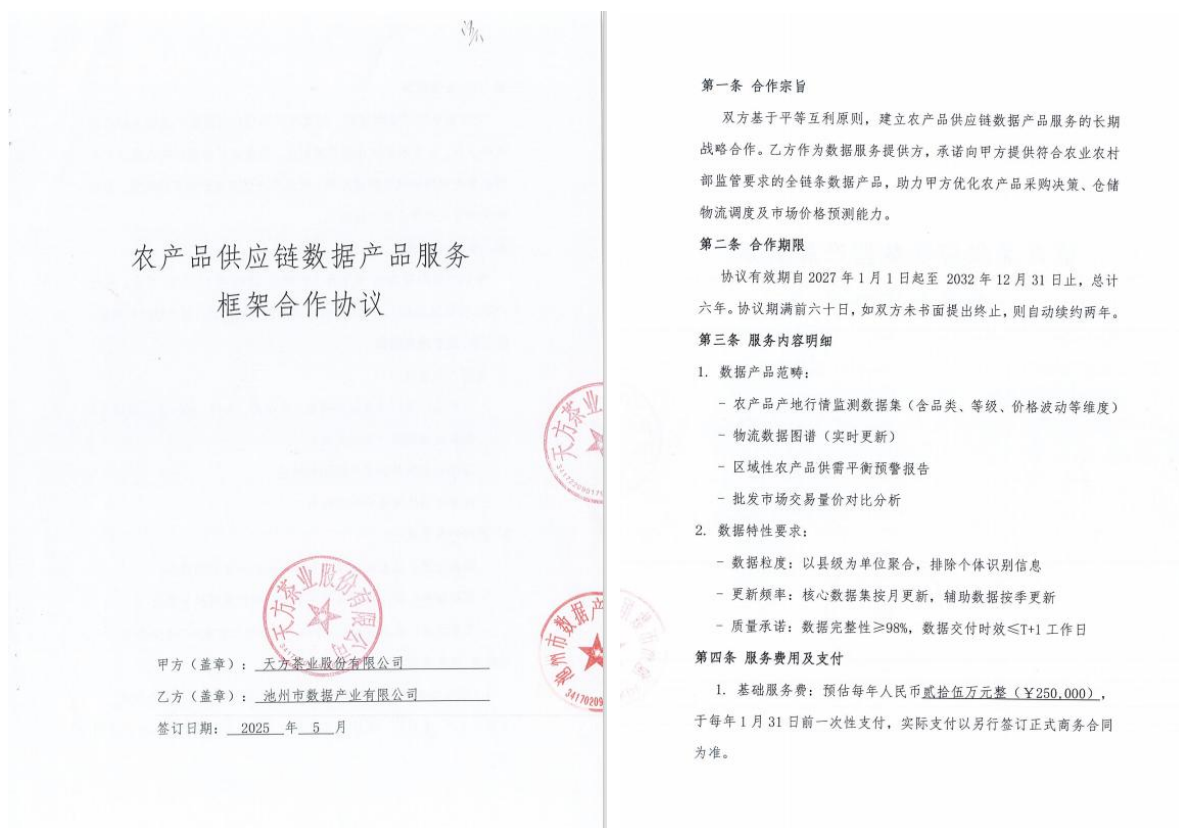 农产品供应链数据产品服务
框架合作协议
天方茶业
天方茶业股份有限公司
池州市数据产
34170209
甲方（盖章）：天方茶业股份有限公司
乙方（盖章）：池州市数据产业有限公司
签订日期：2025 年 5 月
第一条 合作宗旨
双方基于平等互利原则，建立农产品供应链数据产品服务的长期
战略合作。乙方作为数据服务提供方，承诺向甲方提供符合农业农村
部监管要求的全链条数据产品，助力甲方优化农产品采购决策、仓储
物流调度及市场价格预测能力。
第二条 合作期限
协议有效期自 2027 年 1 月 1 日起至 2032 年 12 月 31 日止，总计
六年。协议期满前六十日，如双方未书面提出终止，则自动续约两年。
第三条 服务内容明细
1. 数据产品范畴：
- 农产品产地行情监测数据集（含品类、等级、价格波动等维度）
- 物流数据图谱（实时更新）
- 区域性农产品供需平衡预警报告
- 批发市场交易量价对比分析
2. 数据特性要求：
- 数据粒度：以县级为单位聚合，排除个体识别信息
- 更新频率：核心数据集按月更新，辅助数据按季更新
- 质量承诺：数据完整性≥98%，数据交付时效≤T+1 工作日
第四条 服务费用及支付
1. 基础服务费：预估每年人民币贰拾伍万元整（¥250,000），
于每年 1 月 31 日前一次性支付，实际支付以另行签订正式商务合同
为准。